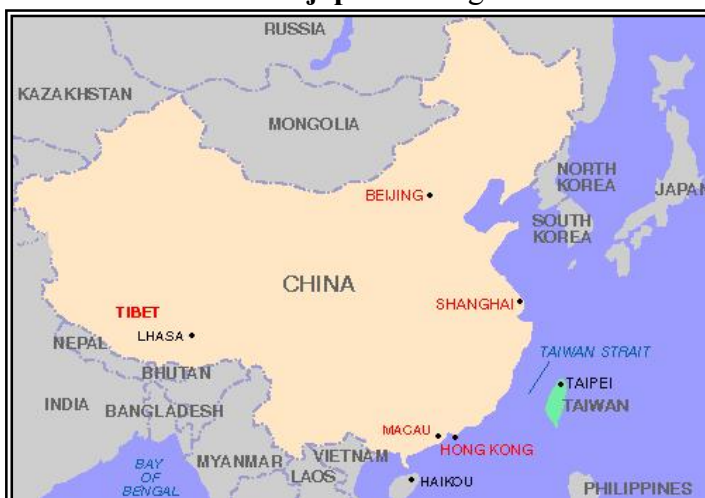 RUSSIA
KAZAKHSTAN
MONGOLIA
BEIJING
NORTH
KOREA
JAPAN
SOUTH
KOREA
CHINA
SHANGHAI
TIBET
LHASA
NEPAL
BHUTAN
TAIWAN STRAIT
TAIPEI
INDIA
BANGLADESH
TAIWAN
MACAU
HONG KONG
VIETNAM
MYANMAR
LAOS
BAY
OF
BENGAL
HAIKOU
PHILIPPINES